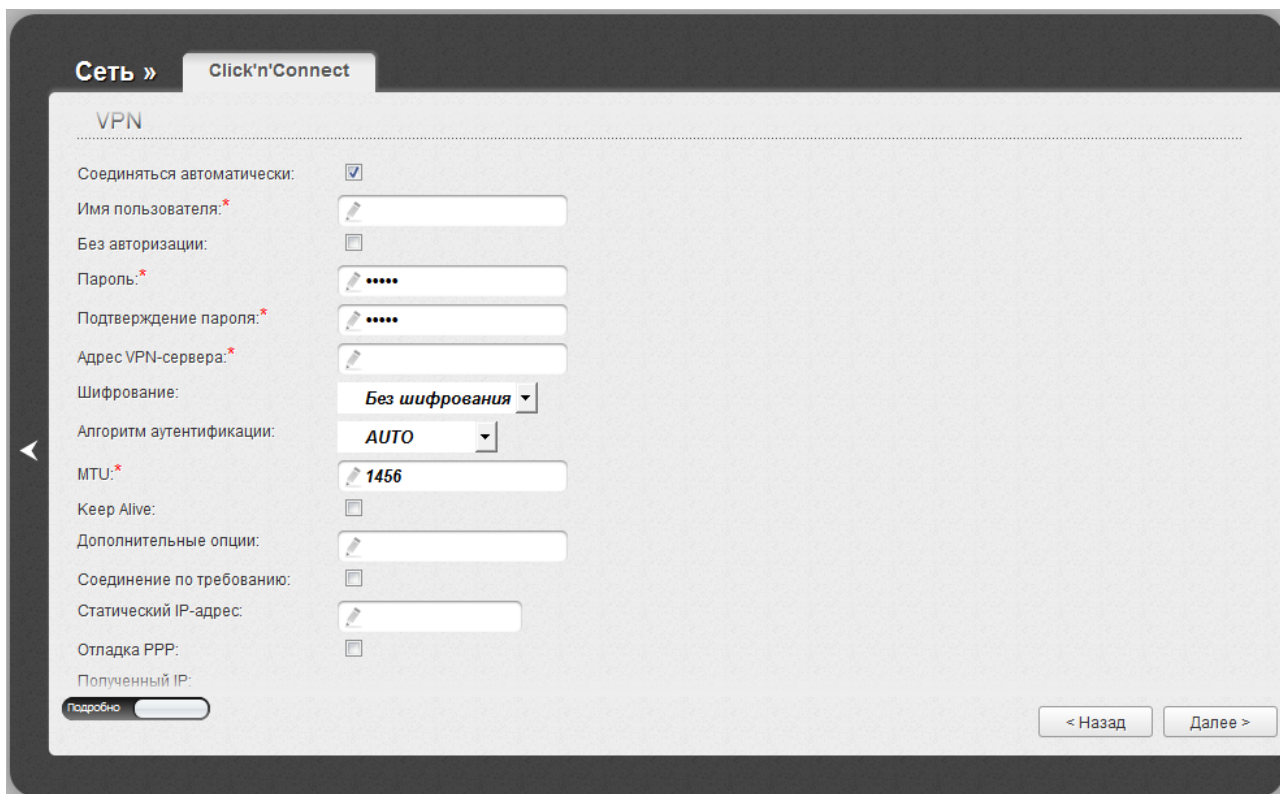 Сеть » Click'n'Connect
VPN
Соединяться автоматически:
Имя пользователя:*
Без авторизации:
Пароль:* •••••
Подтверждение пароля:* •••••
Адрес VPN-сервера:*
Шифрование: Без шифрования
Алгоритм аутентификации: AUTO
MTU:* 1456
Keep Alive:
Дополнительные опции:
Соединение по требованию:
Статический IP-адрес:
Отладка PPP:
Полученный IP:
Подробно
< Назад Далее >